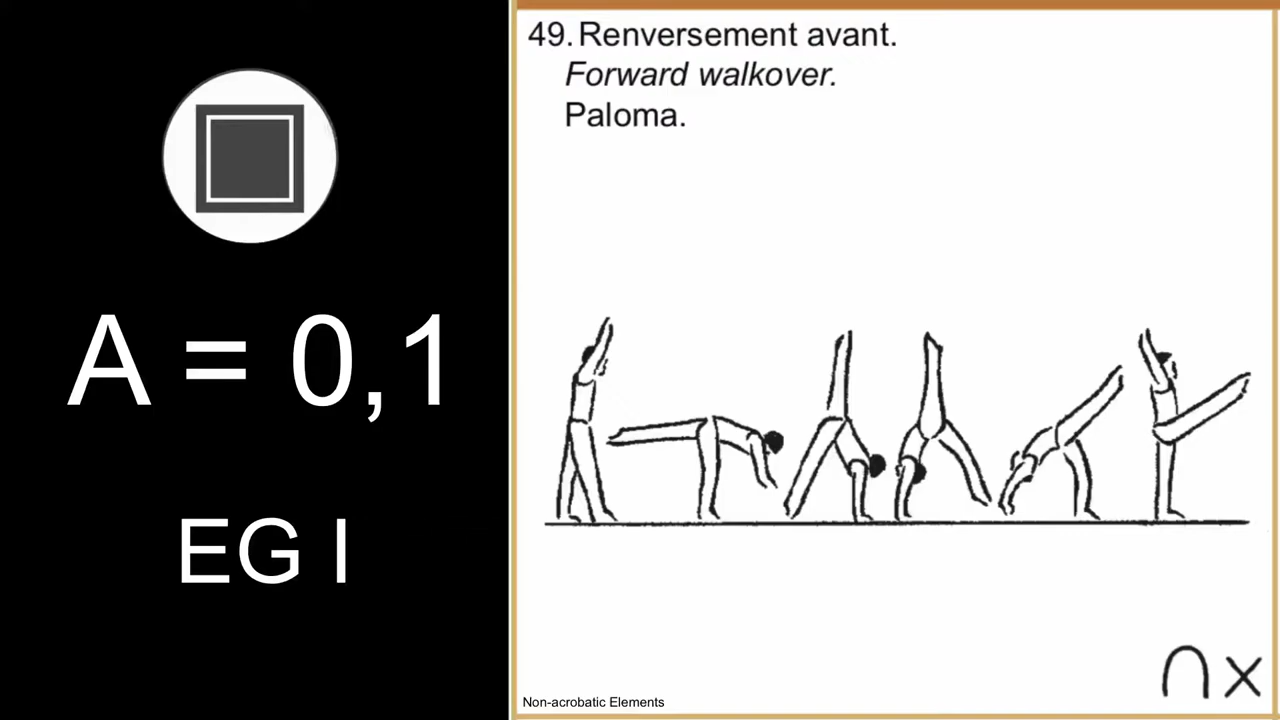 A = 0,1
EG I
49. Renversement avant.
Forward walkover.
Paloma.
Non-acrobatic Elements